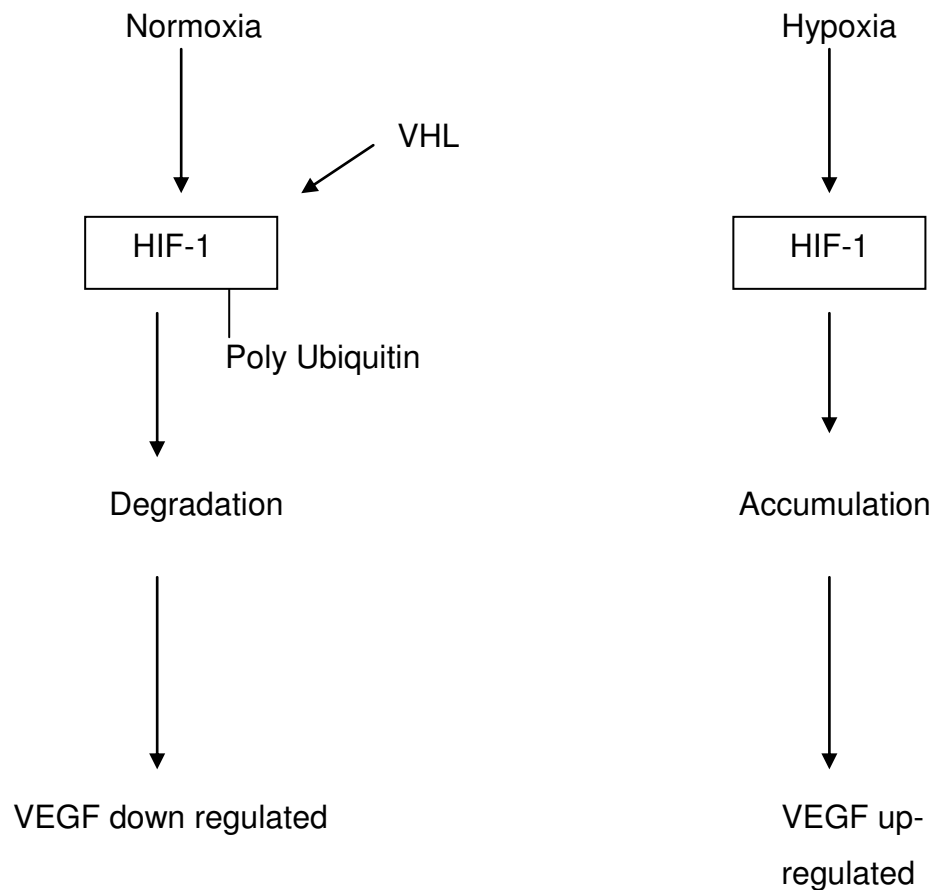 Normoxia
Hypoxia
VHL
HIF-1
HIF-1
Poly Ubiquitin
Degradation
Accumulation
VEGF down regulated
VEGF up-
regulated